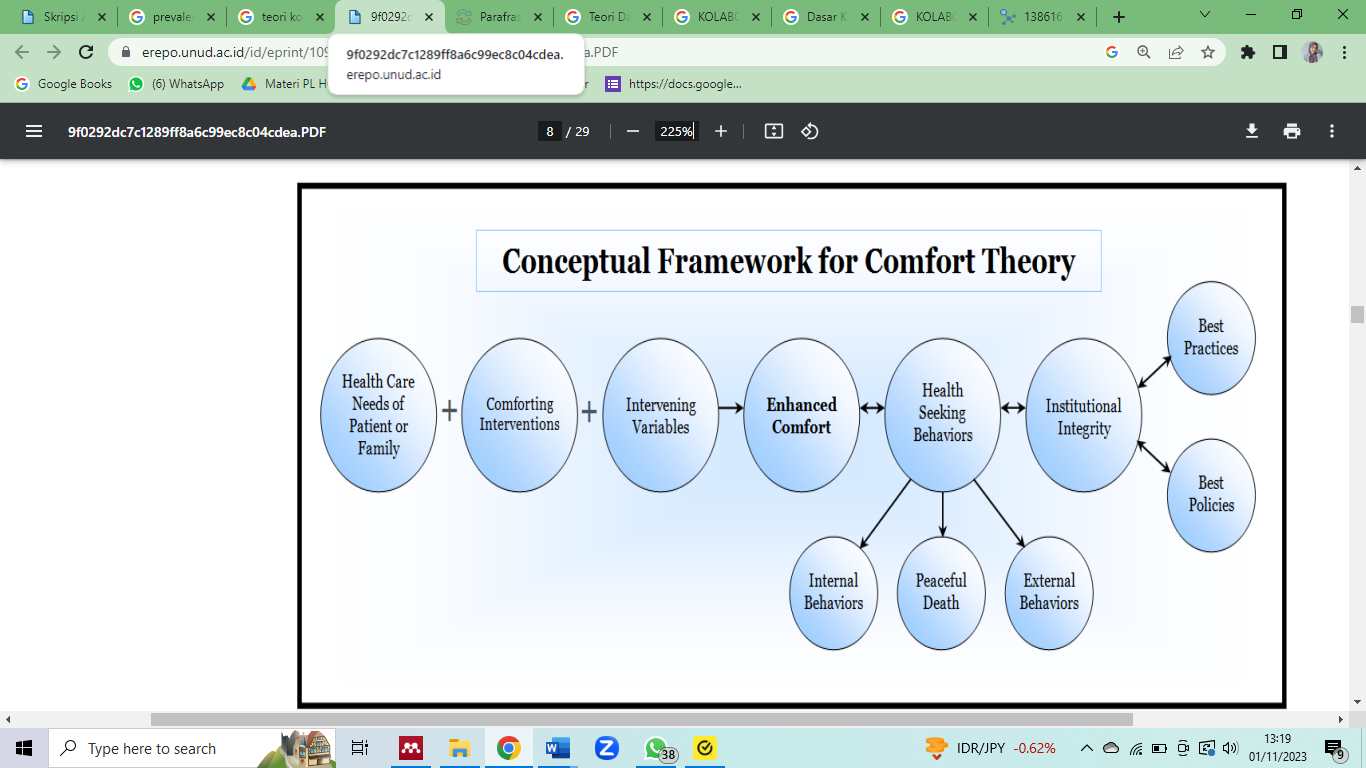 Skripsi A
prevale
teori ko
9f0292c
Parafras
Teori Da
KOLABO
Dasar K
KOLABO
138616
erepo.unud.ac.id/id/eprint/109
a.PDF
9f0292dc7c1289ff8a6c99ec8c04cdea.
erepo.unud.ac.id
Google Books
(6) WhatsApp
Materi PL H
r
https://docs.google...
9f0292dc7c1289ff8a6c99ec8c04cdea.PDF
8 / 29
225%
Conceptual Framework for Comfort Theory
Health Care
Needs of
Patient or
Family
+
Comforting
Interventions
+
Intervening
Variables
Enhanced
Comfort
Health
Seeking
Behaviors
Institutional
Integrity
Best
Practices
Best
Policies
Internal
Behaviors
Peaceful
Death
External
Behaviors
Type here to search
38
IDR/JPY -0.62%
13:19
01/11/2023
9